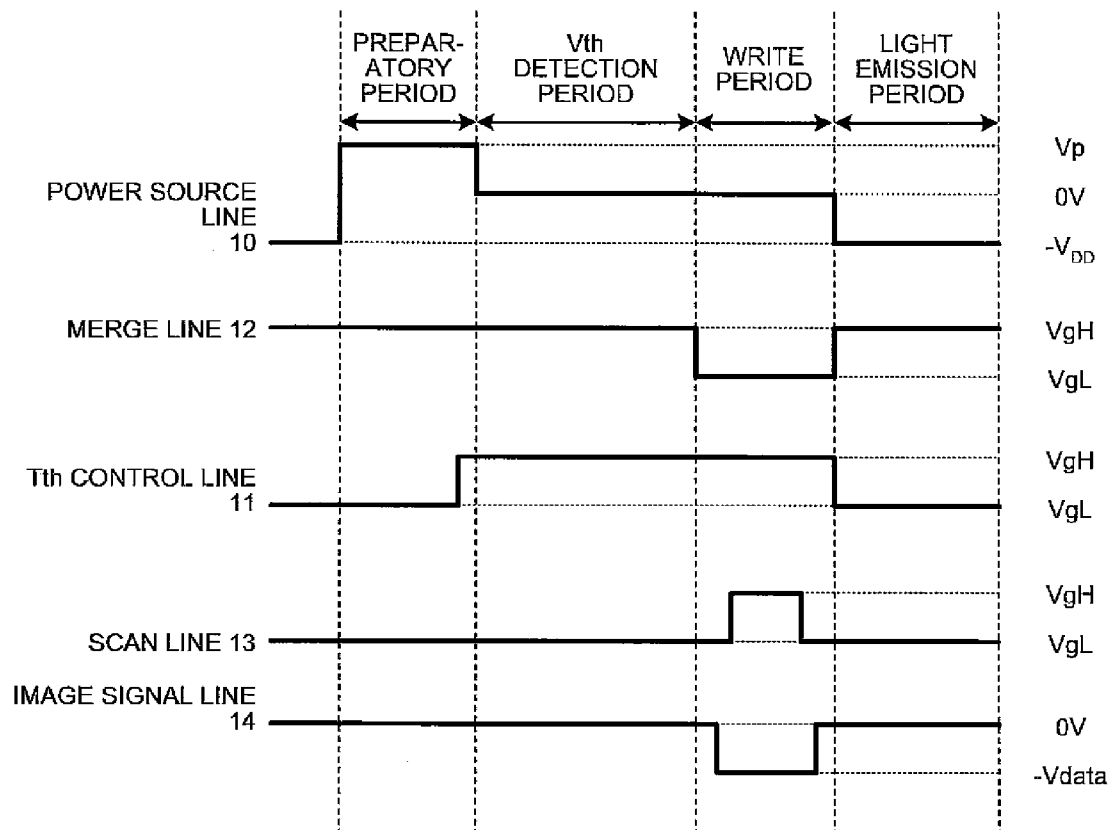 PREPAR-
ATORY
PERIOD
Vth
DETECTION
PERIOD
WRITE
PERIOD
LIGHT
EMISSION
PERIOD
Vp
POWER SOURCE
LINE
10
0V
-VDD
MERGE LINE 12
VgH
VgL
Tth CONTROL LINE
11
VgH
VgL
VgH
SCAN LINE 13
VgL
IMAGE SIGNAL LINE
14
0V
-Vdata